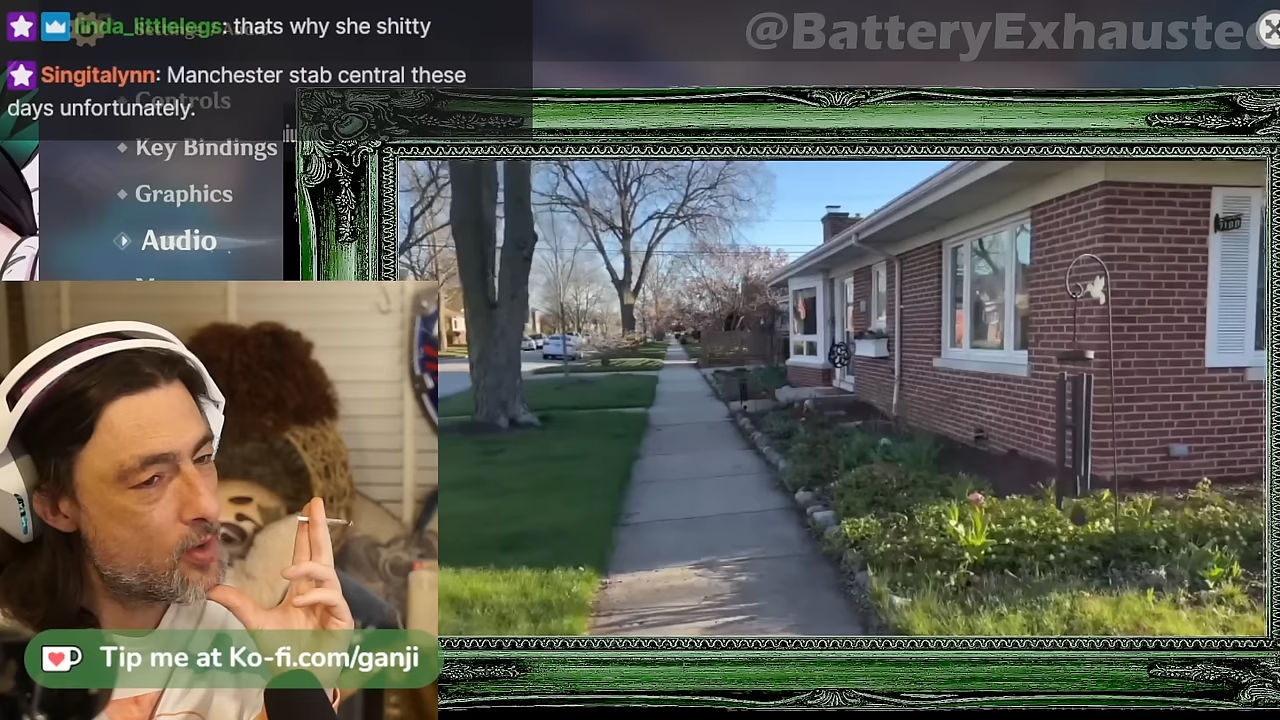 linda_littlelegs: thats why she shitty
@BatteryExhausted
Singitalynn: Manchester stab central these
days unfortunately.
Controls
Key Bindings
Graphics
Audio
Tip me at Ko-fi.com/ganji